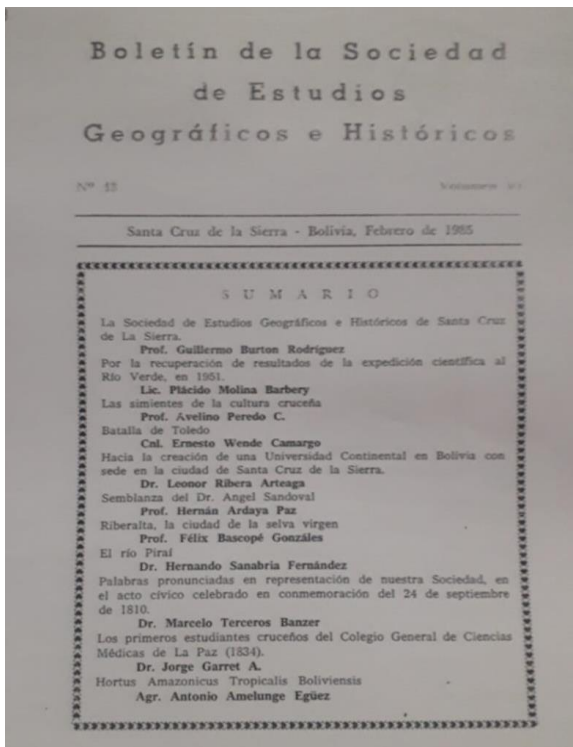 Boletín de la Sociedad
de Estudios
Geográficos e Históricos
Nº
Volumen
Santa Cruz de la Sierra - Bolivia, Febrero de 1985
SUMARIO
La Sociedad de Estudios Geográficos e Históricos de Santa Cruz
de La Sierra.
Prof. Guillermo Burton Rodríguez
Por la recuperación de resultados de la expedición científica al
Río Verde, en 1951.
Lic. Plácido Molina Barbery
Las simientes de la cultura cruceña
Prof. Avelino Peredo C.
Batalla de Toledo
Cnl. Ernesto Wende Camargo
Hacia la creación de una Universidad Continental en Bolivia con
sede en la ciudad de Santa Cruz de la Sierra.
Dr. Leonor Ribera Arteaga
Semblanza del Dr. Angel Sandoval
Prof. Hernán Ardaya Paz
Riberalta, la ciudad de la selva virgen
Prof. Félix Bascopé Gonzáles
El río Piraí
Dr. Hernando Sanabria Fernández
Palabras pronunciadas en representación de nuestra Sociedad, en
el acto cívico celebrado en conmemoración del 24 de septiembre
de 1810.
Dr. Marcelo Terceros Banzer
Los primeros estudiantes cruceños del Colegio General de Ciencias
Médicas de La Paz (1834).
Dr. Jorge Garret A.
Hortus Amazonicus Tropicalis Boliviensis
Agr. Antonio Amelunge Egüez